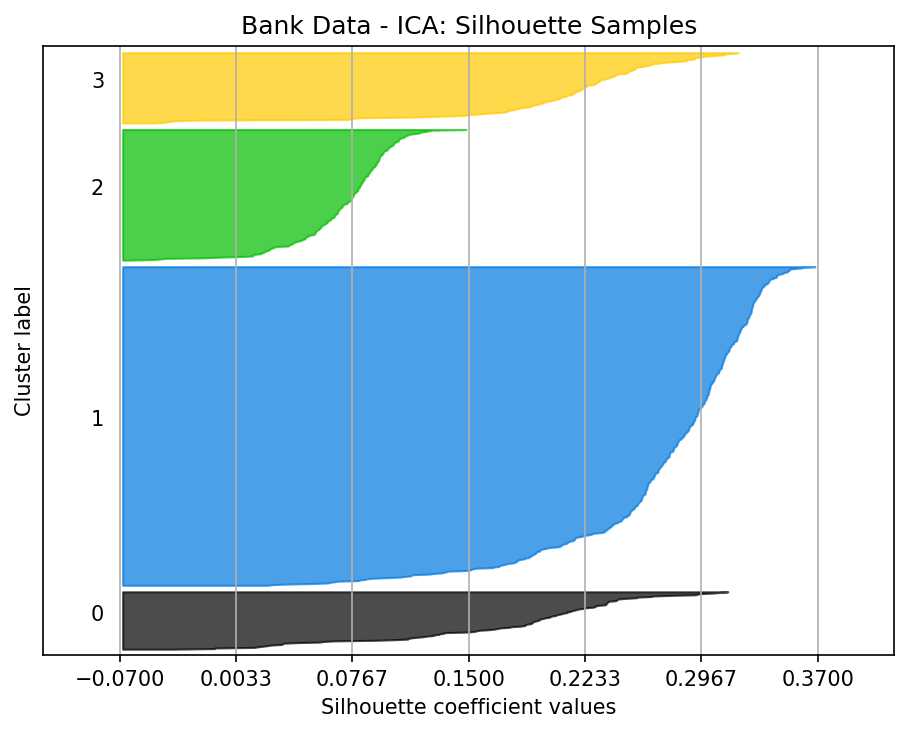 Bank Data - ICA: Silhouette Samples
3
2
1
0
Cluster label
−0.0700 0.0033 0.0767 0.1500 0.2233 0.2967 0.3700
Silhouette coefficient values